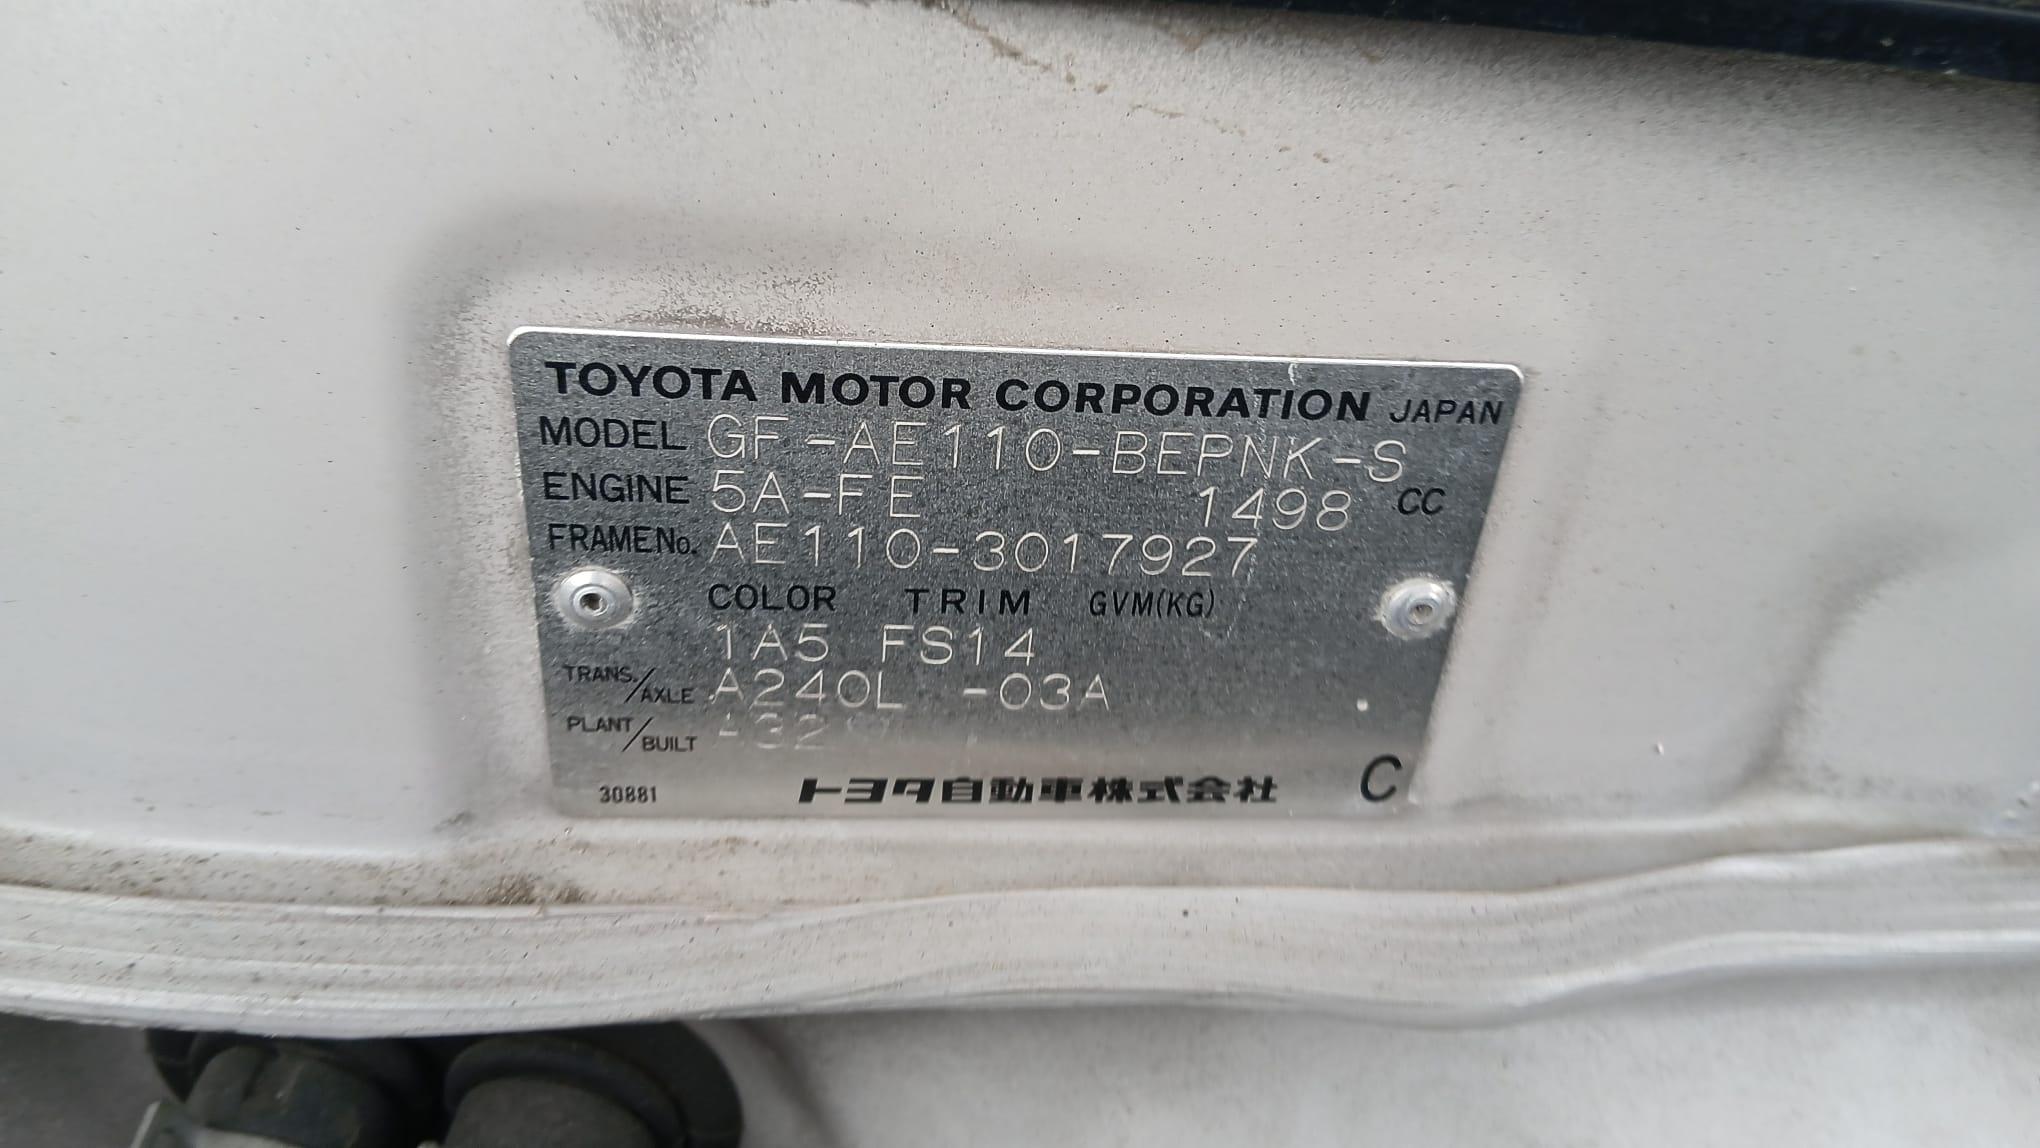 TOYOTA MOTOR CORPORATION JAPAN
MODEL GF-AE110-BEPNK-S
ENGINE 5A-FE 1498 CC
FRAME No. AE110-3017927
COLOR TRIM GVM(KG)
1A5 FS14
TRANS./AXLE A240L -03A
PLANT/BUILT A32
30881 トヨタ自動車株式会社 C